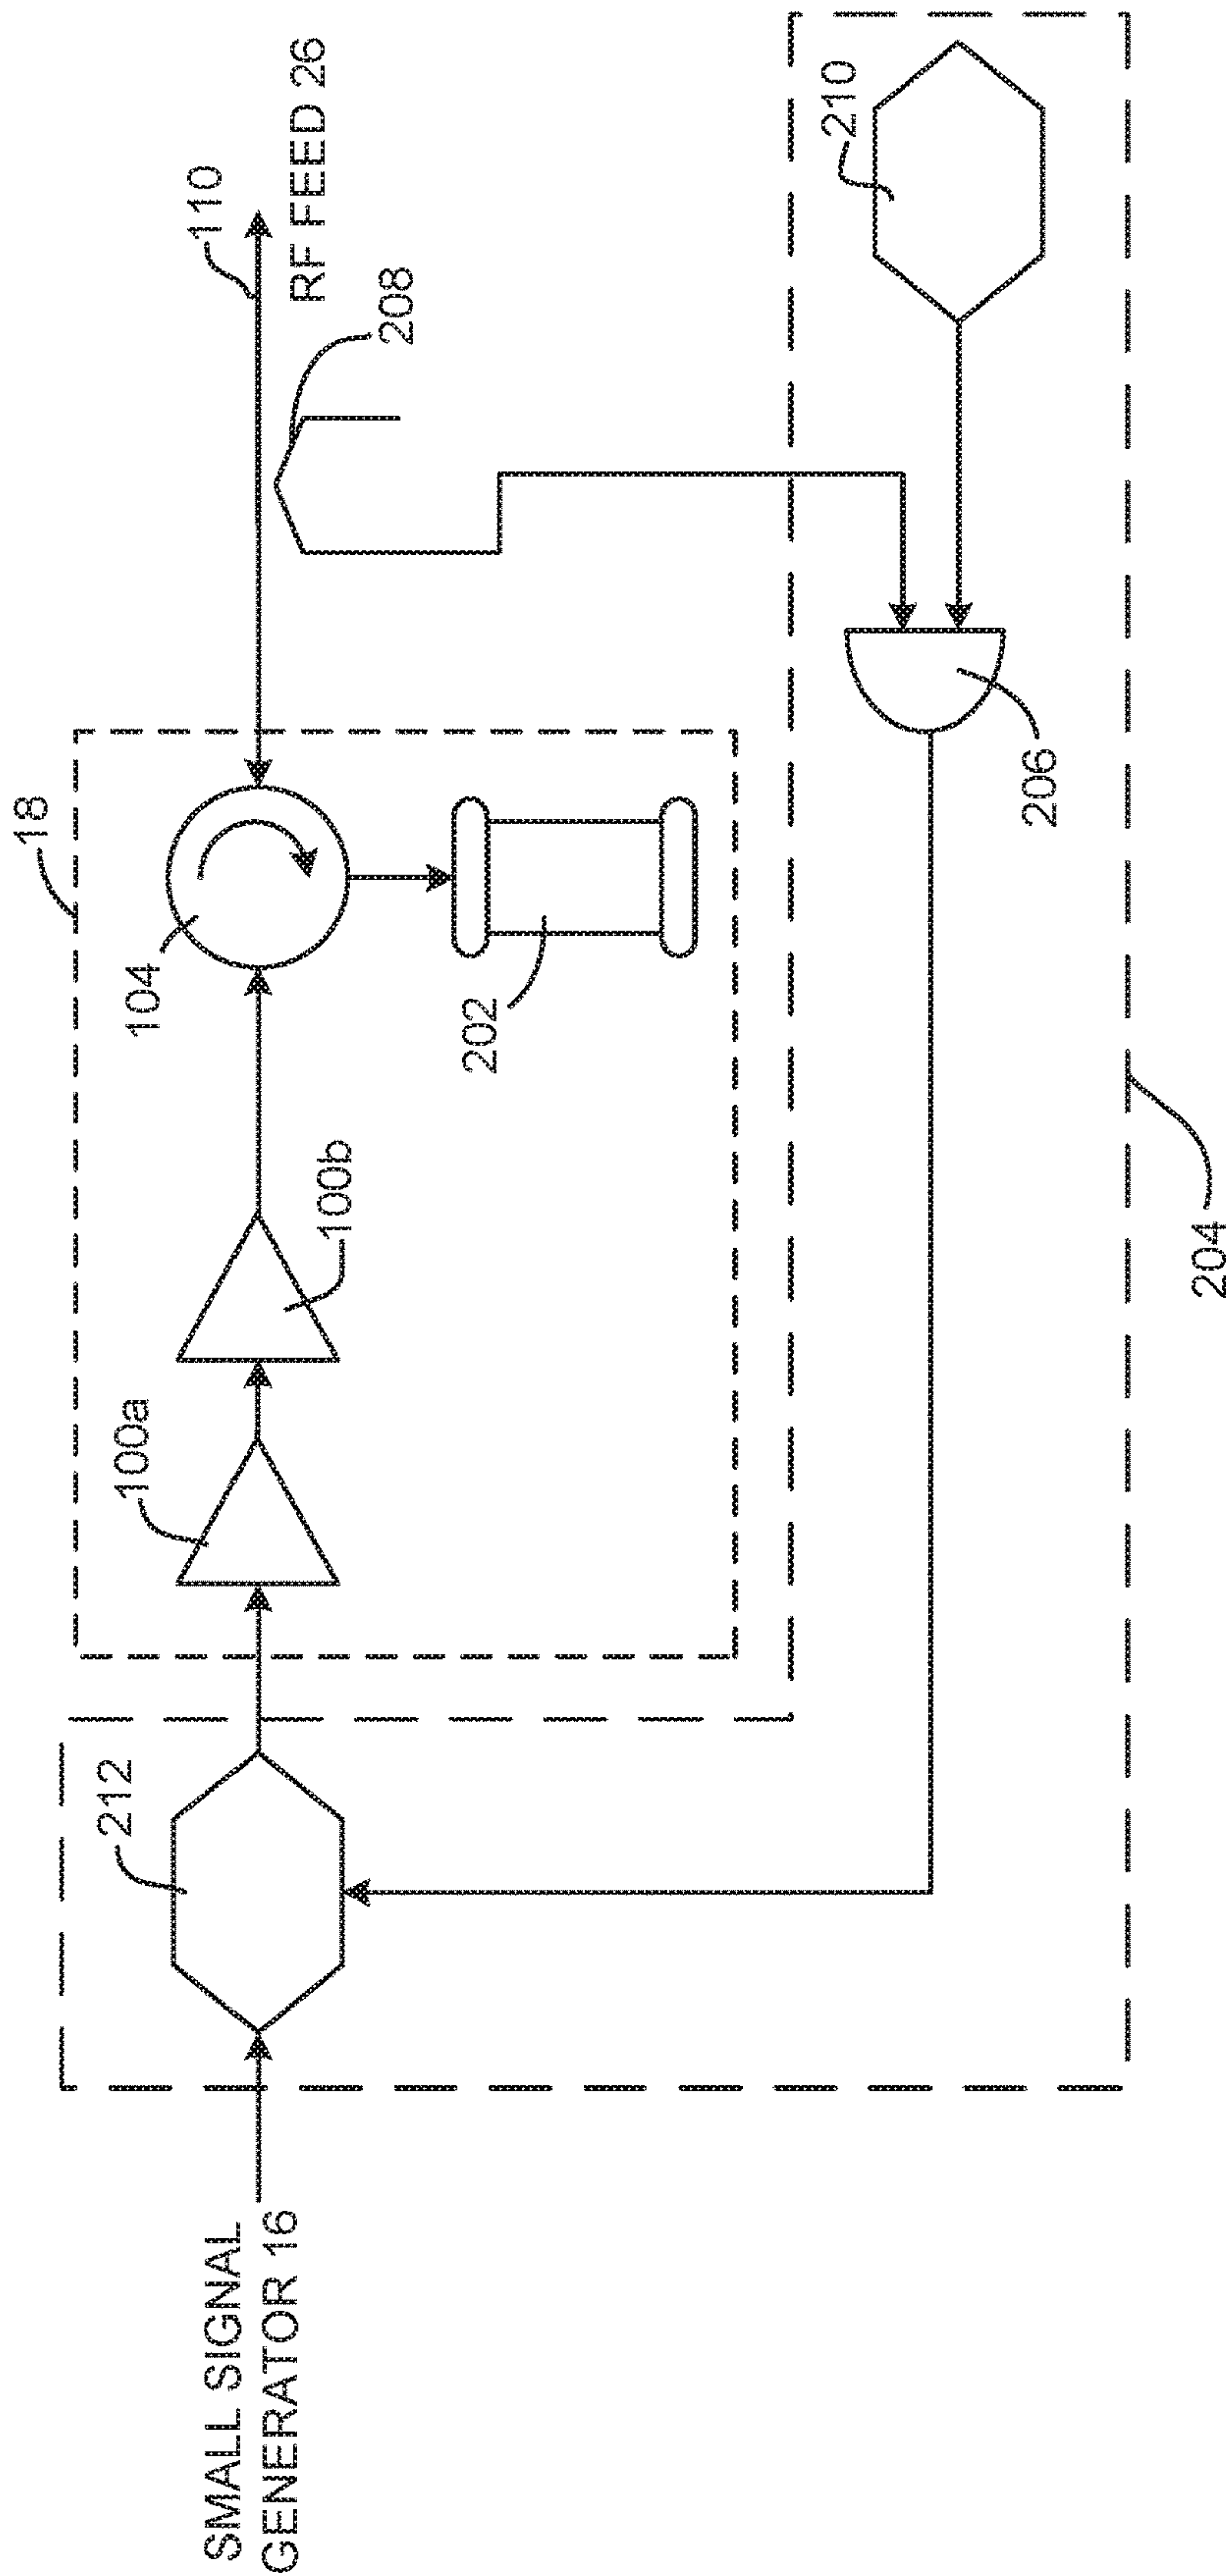 SMALL SIGNAL
GENERATOR 16
212
100a
100b
18
104
202
110
RF FEED 26
208
210
206
204